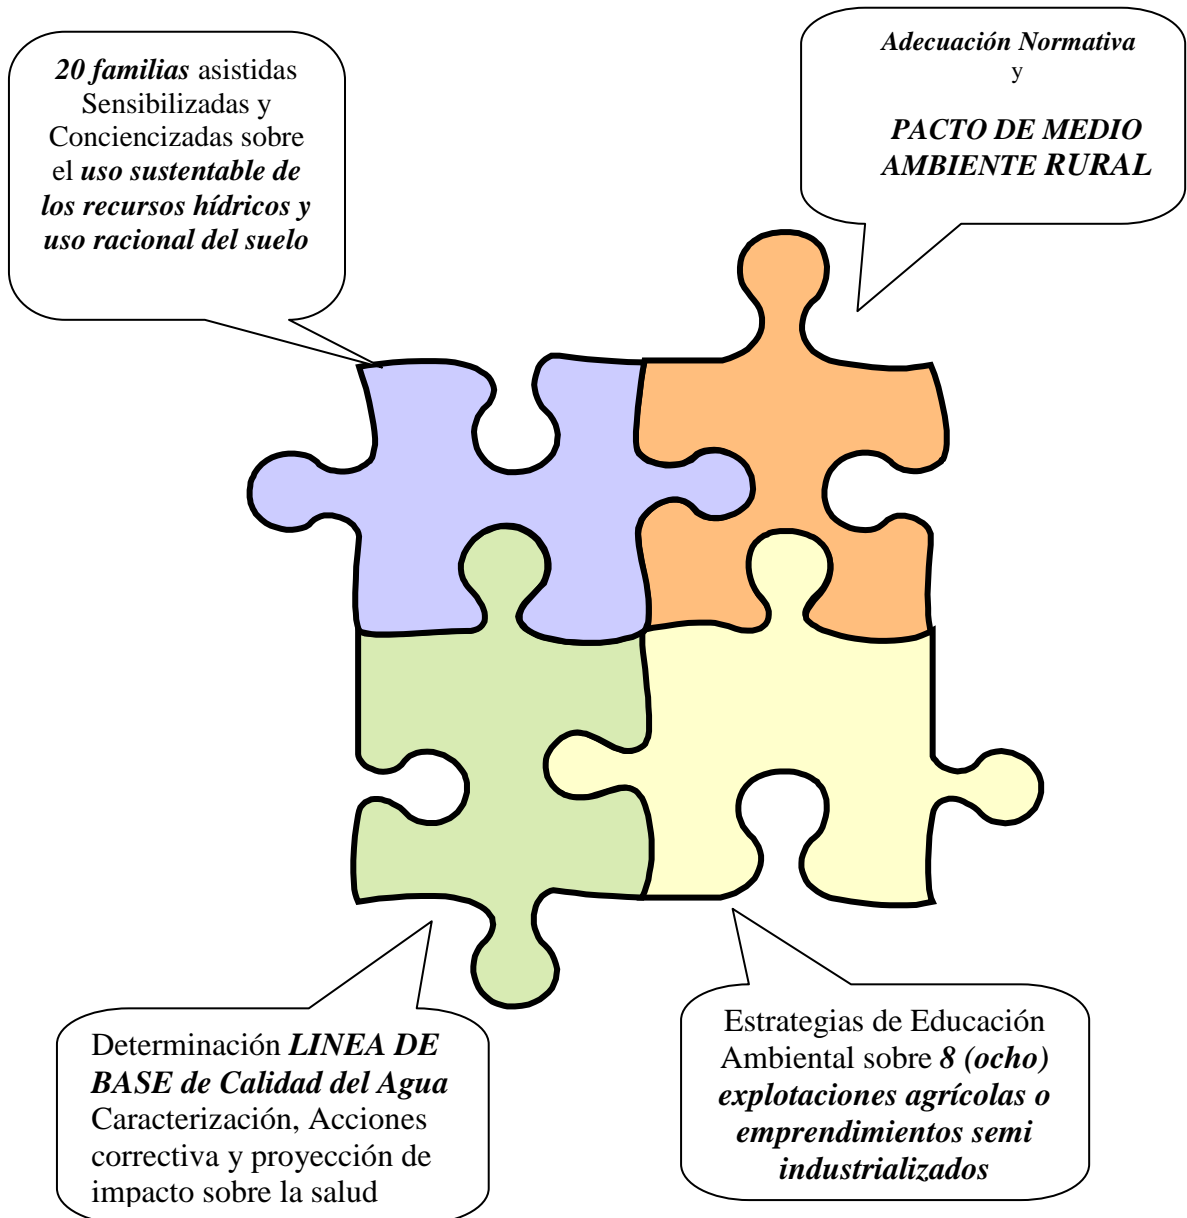 20 familias asistidas
Sensibilizadas y
Conciencizadas sobre
el uso sustentable de
los recursos hídricos y
uso racional del suelo
Adecuación Normativa
y
PACTO DE MEDIO
AMBIENTE RURAL
Determinación LINEA DE
BASE de Calidad del Agua
Caracterización, Acciones
correctiva y proyección de
impacto sobre la salud
Estrategias de Educación
Ambiental sobre 8 (ocho)
explotaciones agrícolas o
emprendimientos semi
industrializados